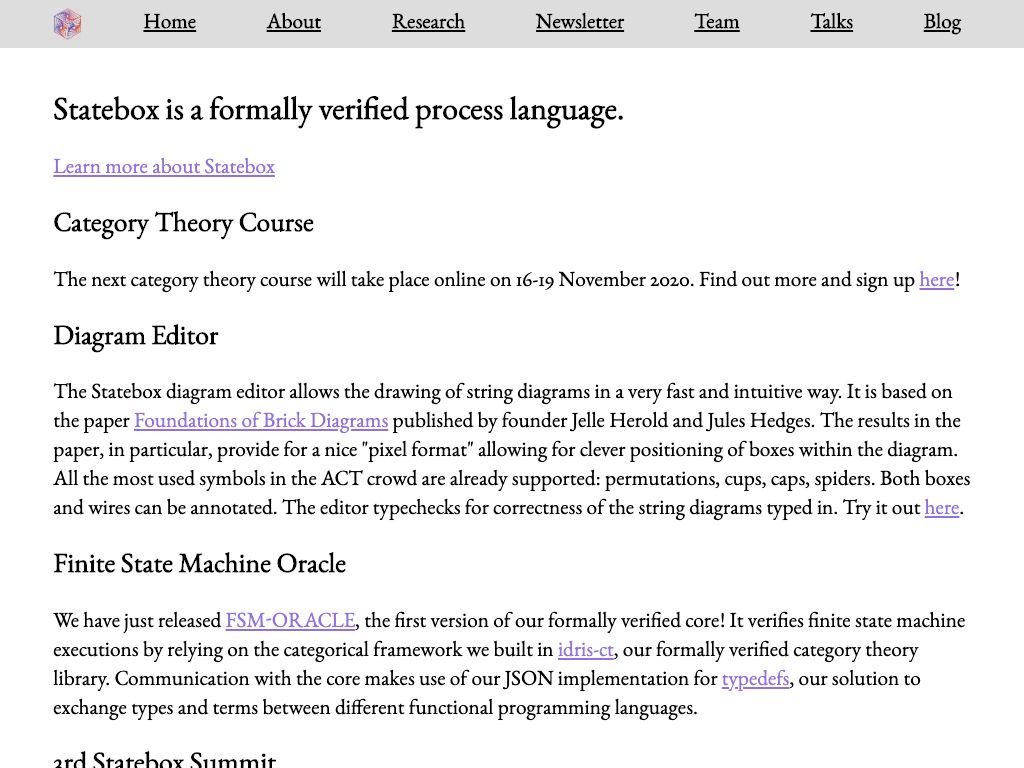 Home About Research Newsletter Team Talks Blog
Statebox is a formally verified process language.
Learn more about Statebox
Category Theory Course
The next category theory course will take place online on 16-19 November 2020. Find out more and sign up here!
Diagram Editor
The Statebox diagram editor allows the drawing of string diagrams in a very fast and intuitive way. It is based on
the paper Foundations of Brick Diagrams published by founder Jelle Herold and Jules Hedges. The results in the
paper, in particular, provide for a nice "pixel format" allowing for clever positioning of boxes within the diagram.
All the most used symbols in the ACT crowd are already supported: permutations, cups, caps, spiders. Both boxes
and wires can be annotated. The editor typechecks for correctness of the string diagrams typed in. Try it out here.
Finite State Machine Oracle
We have just released FSM-ORACLE, the first version of our formally verified core! It verifies finite state machine
executions by relying on the categorical framework we built in idris-ct, our formally verified category theory
library. Communication with the core makes use of our JSON implementation for typedefs, our solution to
exchange types and terms between different functional programming languages.
3rd Statebox Summit